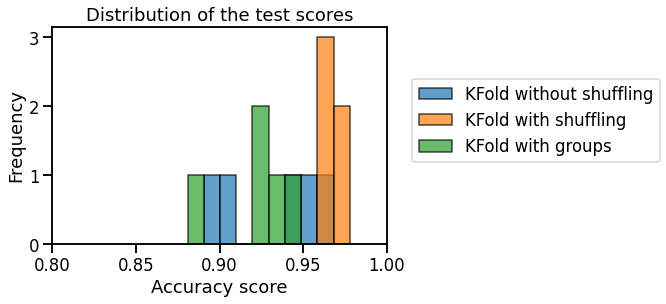 Distribution of the test scores
3
2
1
0
Frequency
0.80 0.85 0.90 0.95 1.00
Accuracy score
KFold without shuffling
KFold with shuffling
KFold with groups